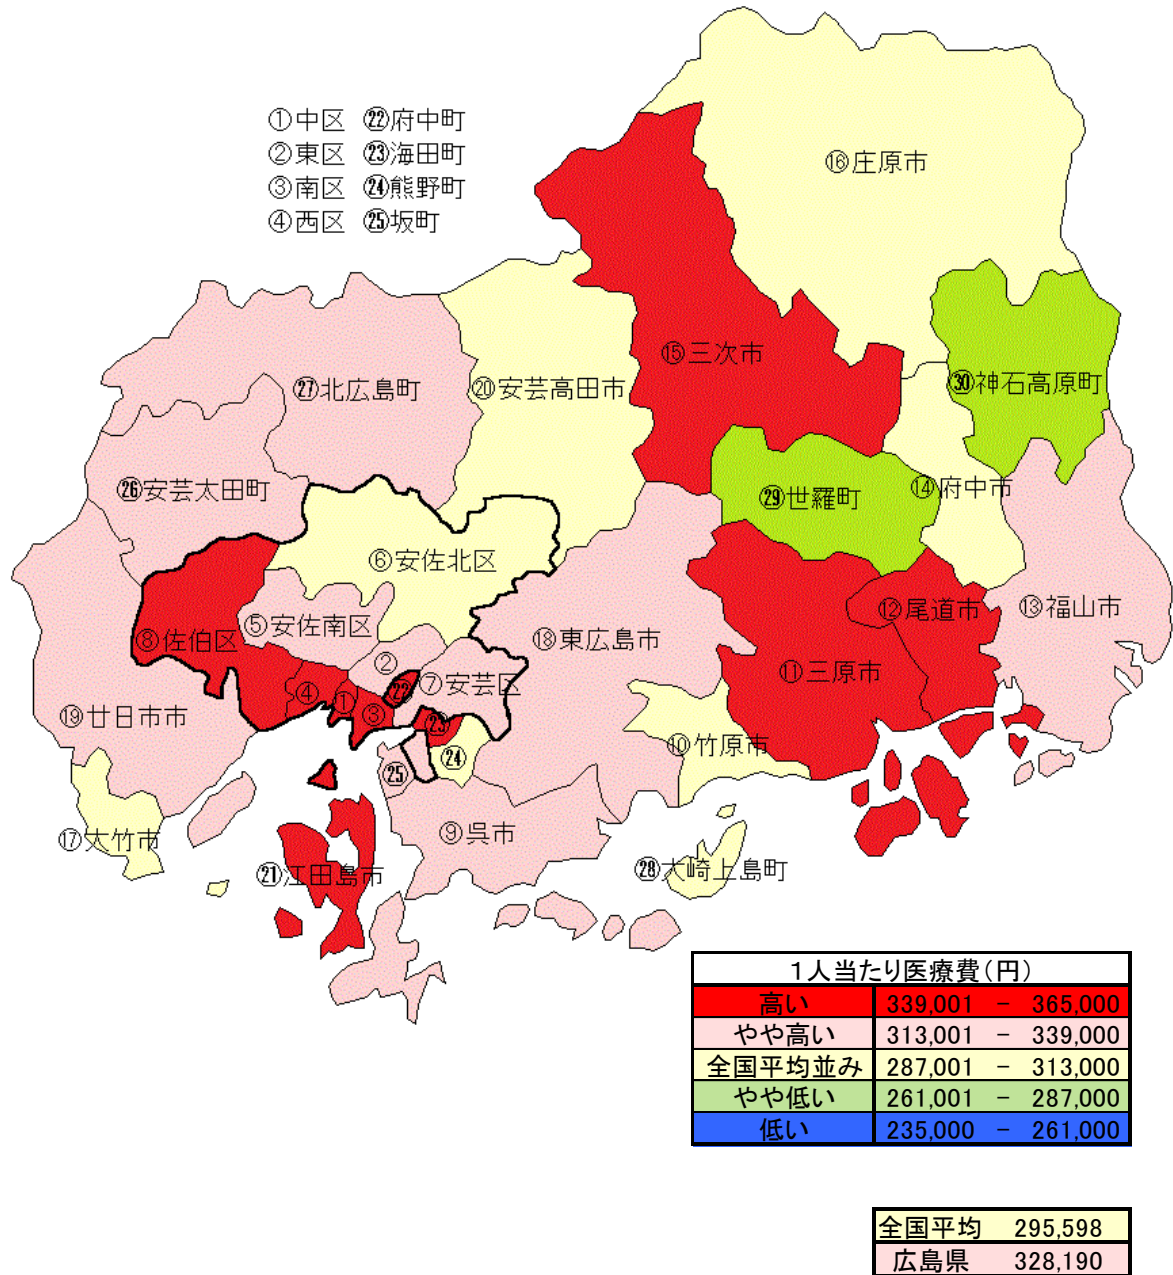 ①中区 ㉒府中町
②東区 ㉓海田町
③南区 ㉔熊野町
④西区 ㉕坂町
⑯庄原市
⑮三次市
㉗北広島町
⑳安芸高田市
㉚神石高原町
㉖安芸太田町
㉙世羅町
⑭府中市
⑥安佐北区
⑤安佐南区
⑧佐伯区
⑱東広島市
⑫尾道市
⑬福山市
②
⑦安芸区
㉒
④
①
③
⑪三原市
⑲廿日市市
㉓
㉔
㉕
⑩竹原市
⑨呉市
⑰大竹市
㉑江田島市
㉘大崎上島町
1人当たり医療費(円)
高い 339,001 - 365,000
やや高い 313,001 - 339,000
全国平均並み 287,001 - 313,000
やや低い 261,001 - 287,000
低い 235,000 - 261,000
全国平均 295,598
広島県 328,190